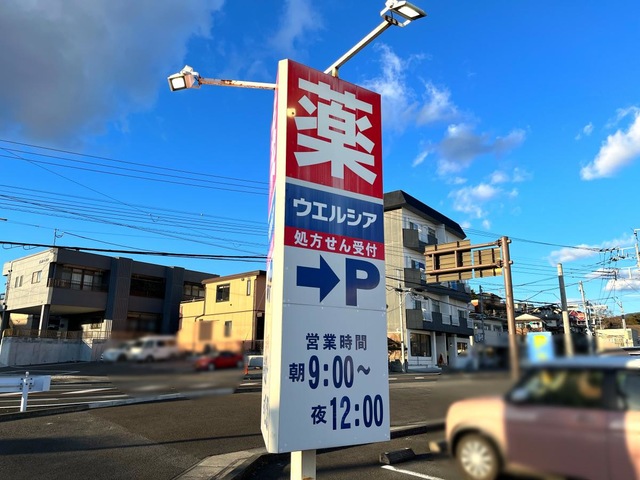 薬
ウエルシア
処方せん受付
→P
営業時間
朝9:00～
夜12:00